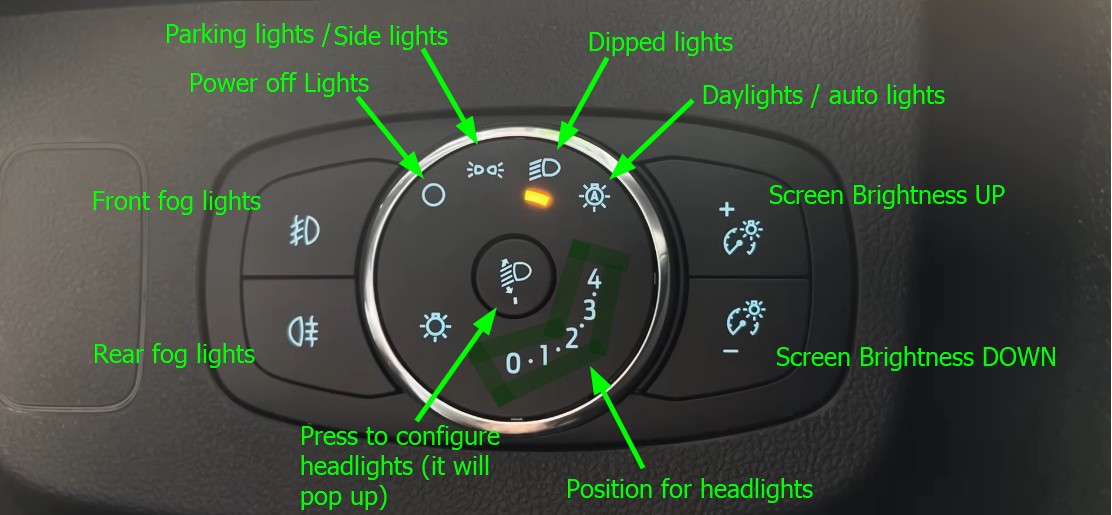 Parking lights / Side lights
Dipped lights
Power off Lights
Daylights / auto lights
A
Front fog lights
Screen Brightness UP
+
4
3
2
1
0
Rear fog lights
Screen Brightness DOWN
−
Press to configure
headlights (it will
pop up)
Position for headlights